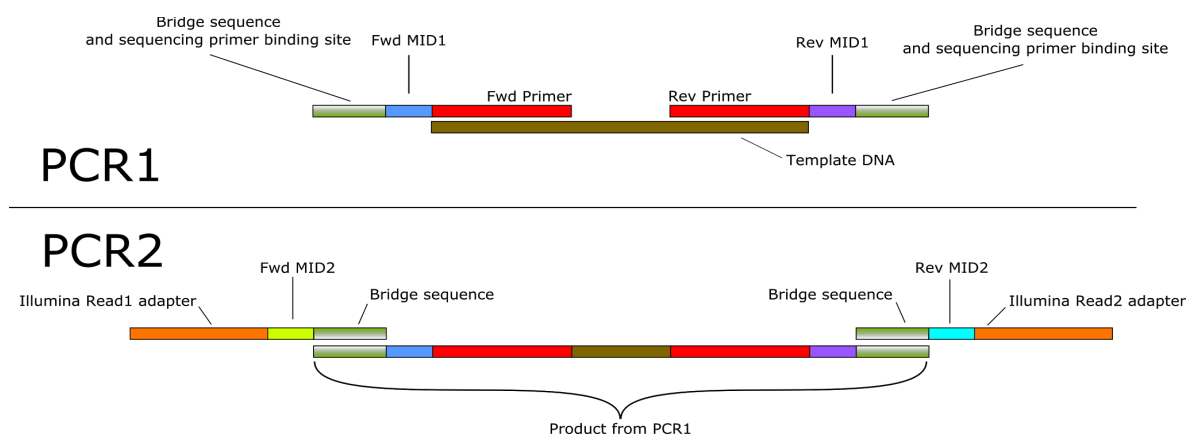 Bridge sequence
and sequencing primer binding site
Fwd MID1
Rev MID1
Bridge sequence
and sequencing primer binding site
Fwd Primer
Rev Primer
Template DNA
PCR1
PCR2
Fwd MID2
Rev MID2
Illumina Read1 adapter
Bridge sequence
Bridge sequence
Illumina Read2 adapter
Product from PCR1